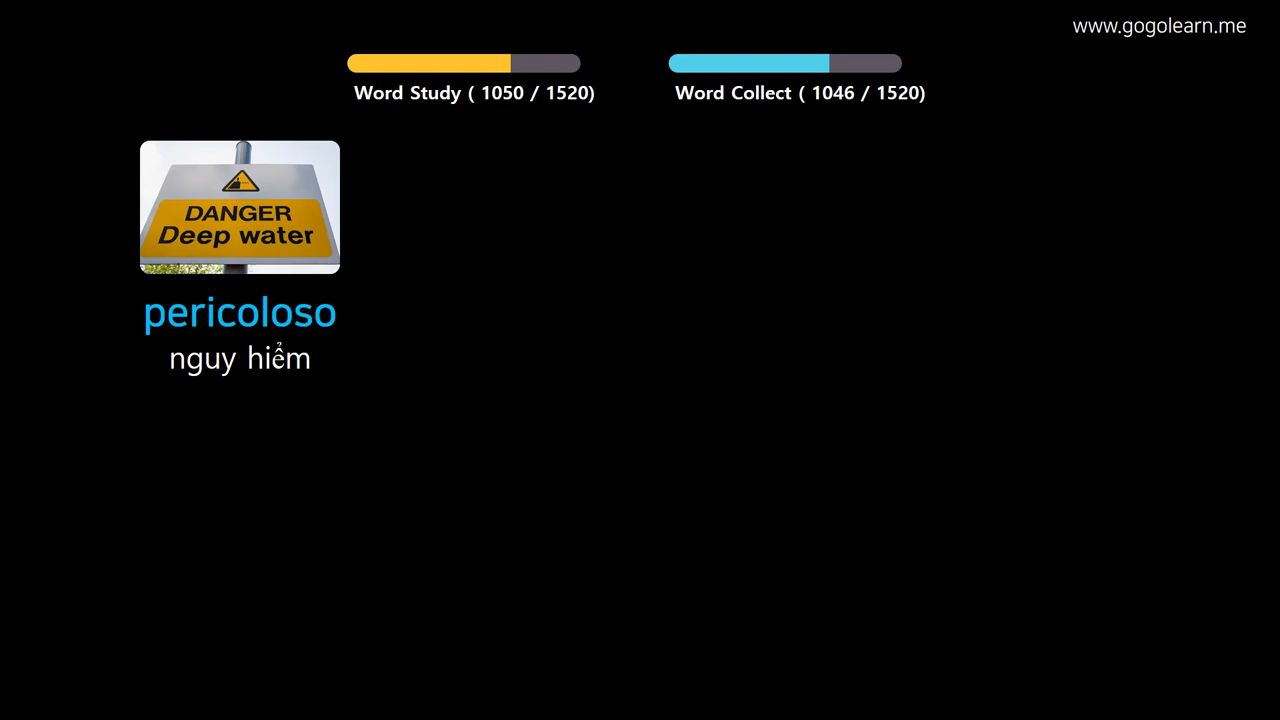 www.gogolearn.me
Word Study ( 1050 / 1520)
Word Collect ( 1046 / 1520)
DANGER
Deep water
pericoloso
nguy hiểm